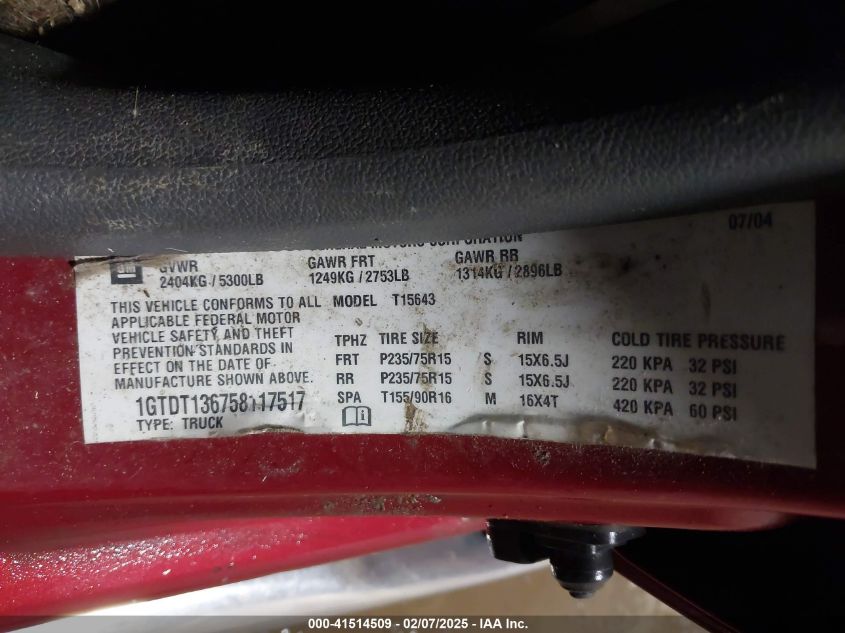 07/04
GENERAL MOTORS CORPORATION
GM GVWR GAWR FRT GAWR RR
2404KG / 5300LB 1249KG / 2753LB 1314KG / 2896LB
THIS VEHICLE CONFORMS TO ALL MODEL T15643
APPLICABLE FEDERAL MOTOR
VEHICLE SAFETY AND THEFT TPHZ TIRE SIZE RIM COLD TIRE PRESSURE
PREVENTION STANDARDS IN FRT P235/75R15 S 15X6.5J 220 KPA 32 PSI
EFFECT ON THE DATE OF RR P235/75R15 S 15X6.5J 220 KPA 32 PSI
MANUFACTURE SHOWN ABOVE SPA T155/90R16 M 16X4T 420 KPA 60 PSI
1GTDT136758117517
TYPE: TRUCK
000-41514509 - 02/07/2025 - IAA Inc.